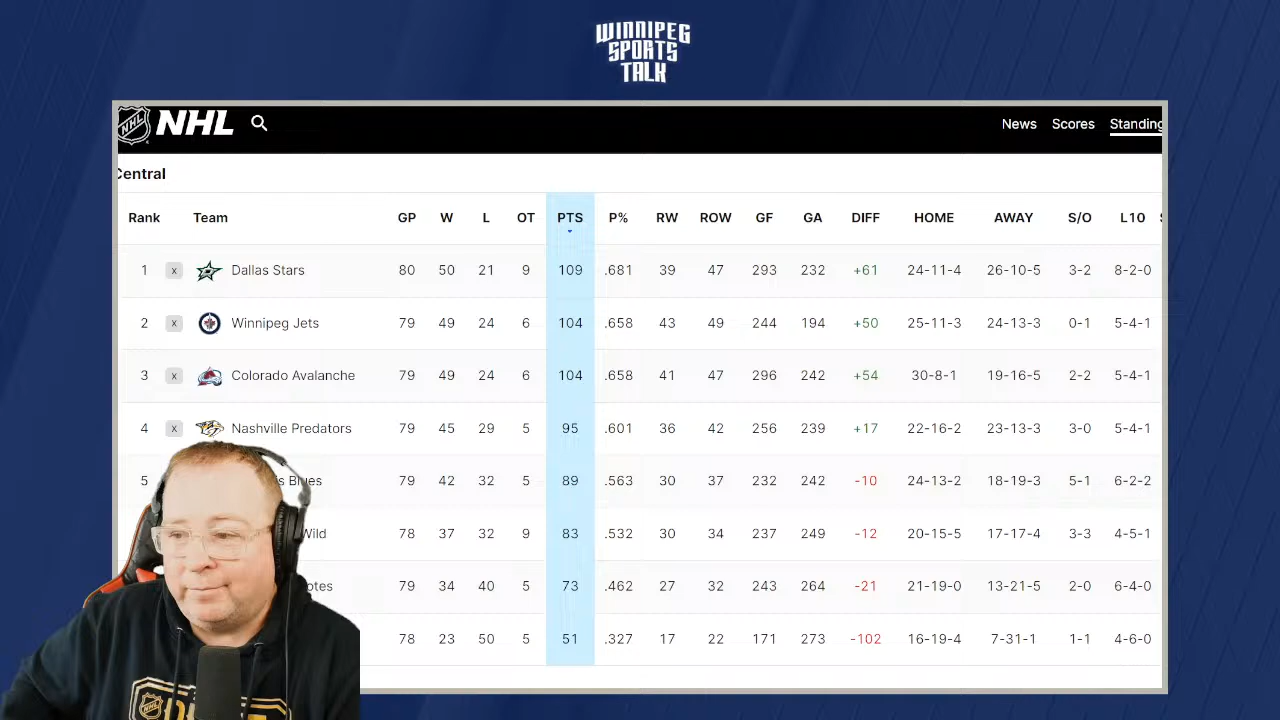 WINNIPEG
SPORTS
TALK
NHL NHL News Scores Standing
Central
Rank Team GP W L OT PTS P% RW ROW GF GA DIFF HOME AWAY S/O L10
1 x Dallas Stars 80 50 21 9 109 .681 39 47 293 232 +61 24-11-4 26-10-5 3-2 8-2-0
2 x Winnipeg Jets 79 49 24 6 104 .658 43 49 244 194 +50 25-11-3 24-13-3 0-1 5-4-1
3 x Colorado Avalanche 79 49 24 6 104 .658 41 47 296 242 +54 30-8-1 19-16-5 2-2 5-4-1
4 x Nashville Predators 79 45 29 5 95 .601 36 42 256 239 +17 22-16-2 23-13-3 3-0 5-4-1
5 is Blues 79 42 32 5 89 .563 30 37 232 242 -10 24-13-2 18-19-3 5-1 6-2-2
Wild 78 37 32 9 83 .532 30 34 237 249 -12 20-15-5 17-17-4 3-3 4-5-1
otes 79 34 40 5 73 .462 27 32 243 264 -21 21-19-0 13-21-5 2-0 6-4-0
78 23 50 5 51 .327 17 22 171 273 -102 16-19-4 7-31-1 1-1 4-6-0
NHL